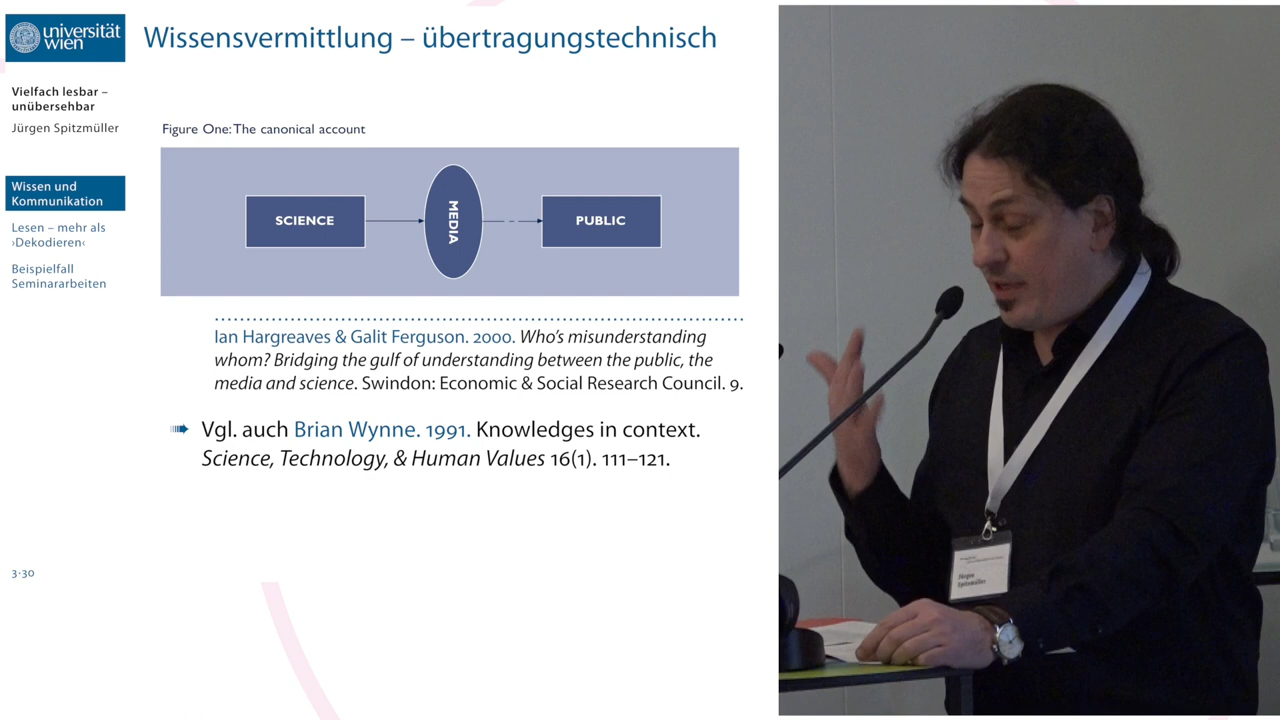 universität
wien
Wissensvermittlung – übertragungstechnisch
Vielfach lesbar –
unübersehbar
Jürgen Spitzmüller
Wissen und
Kommunikation
Lesen – mehr als
›Dekodieren‹
Beispielfall
Seminararbeiten
3·30
Figure One: The canonical account
SCIENCE
MEDIA
PUBLIC
Ian Hargreaves & Galit Ferguson. 2000. Who’s misunderstanding
whom? Bridging the gulf of understanding between the public, the
media and science. Swindon: Economic & Social Research Council. 9.
Vgl. auch Brian Wynne. 1991. Knowledges in context.
Science, Technology, & Human Values 16(1). 111–121.
Jürgen
Spitzmüller